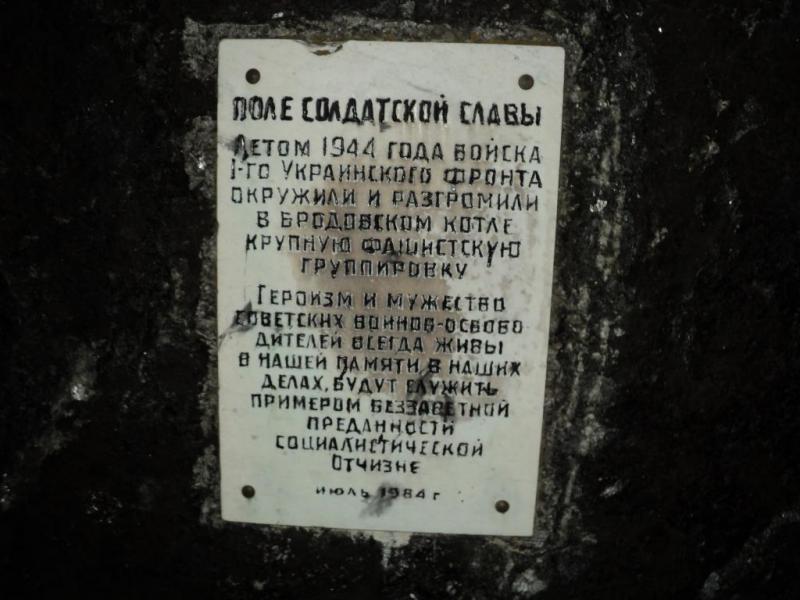 ПОЛЕ СОЛДАТСКОЙ СЛАВЫ
ЛЕТОМ 1944 ГОДА ВОЙСКА
1-ГО УКРАИНСКОГО ФРОНТА
ОКРУЖИЛИ И РАЗГРОМИЛИ
В БРОДОВСКОМ КОТЛЕ
КРУПНУЮ ФАШИСТСКУЮ
ГРУППИРОВКУ
ГЕРОИЗМ И МУЖЕСТВО
СОВЕТСКИХ ВОИНОВ-ОСВОБО
ДИТЕЛЕЙ ВСЕГДА ЖИВЫ
В НАШЕЙ ПАМЯТИ В НАШИХ
ДЕЛАХ, БУДУТ СЛУЖИТЬ
ПРИМЕРОМ БЕЗЗАВЕТНОЙ
ПРЕДАННОСТИ
СОЦИАЛИСТИЧЕСКОЙ
ОТЧИЗНЕ
ИЮЛЬ 1984 Г